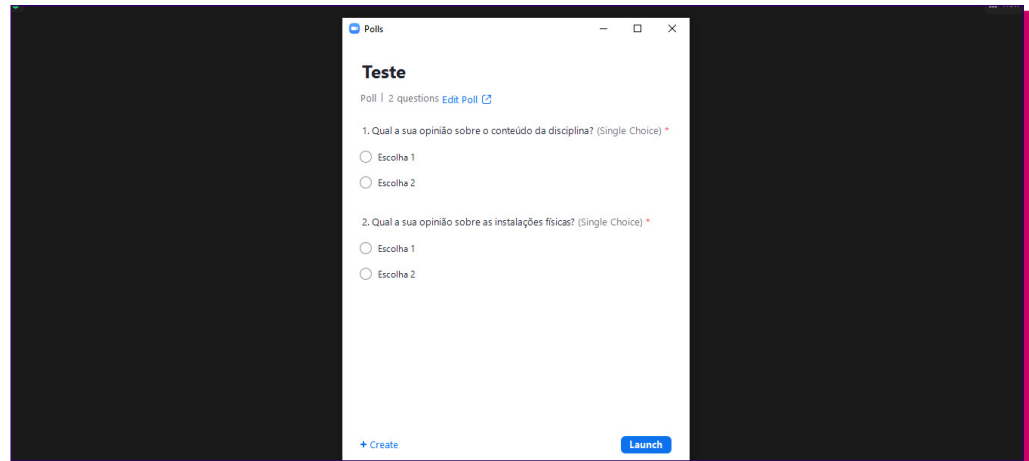 Polls
Teste
Poll | 2 questions Edit Poll
1. Qual a sua opinião sobre o conteúdo da disciplina? (Single Choice) *
Escolha 1
Escolha 2
2. Qual a sua opinião sobre as instalações físicas? (Single Choice) *
Escolha 1
Escolha 2
+ Create
Launch